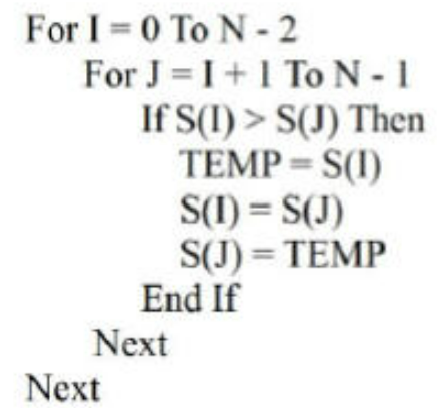 For I = 0 To N - 2
For J = I + 1 To N - 1
If S(I) > S(J) Then
TEMP = S(I)
S(I) = S(J)
S(J) = TEMP
End If
Next
Next